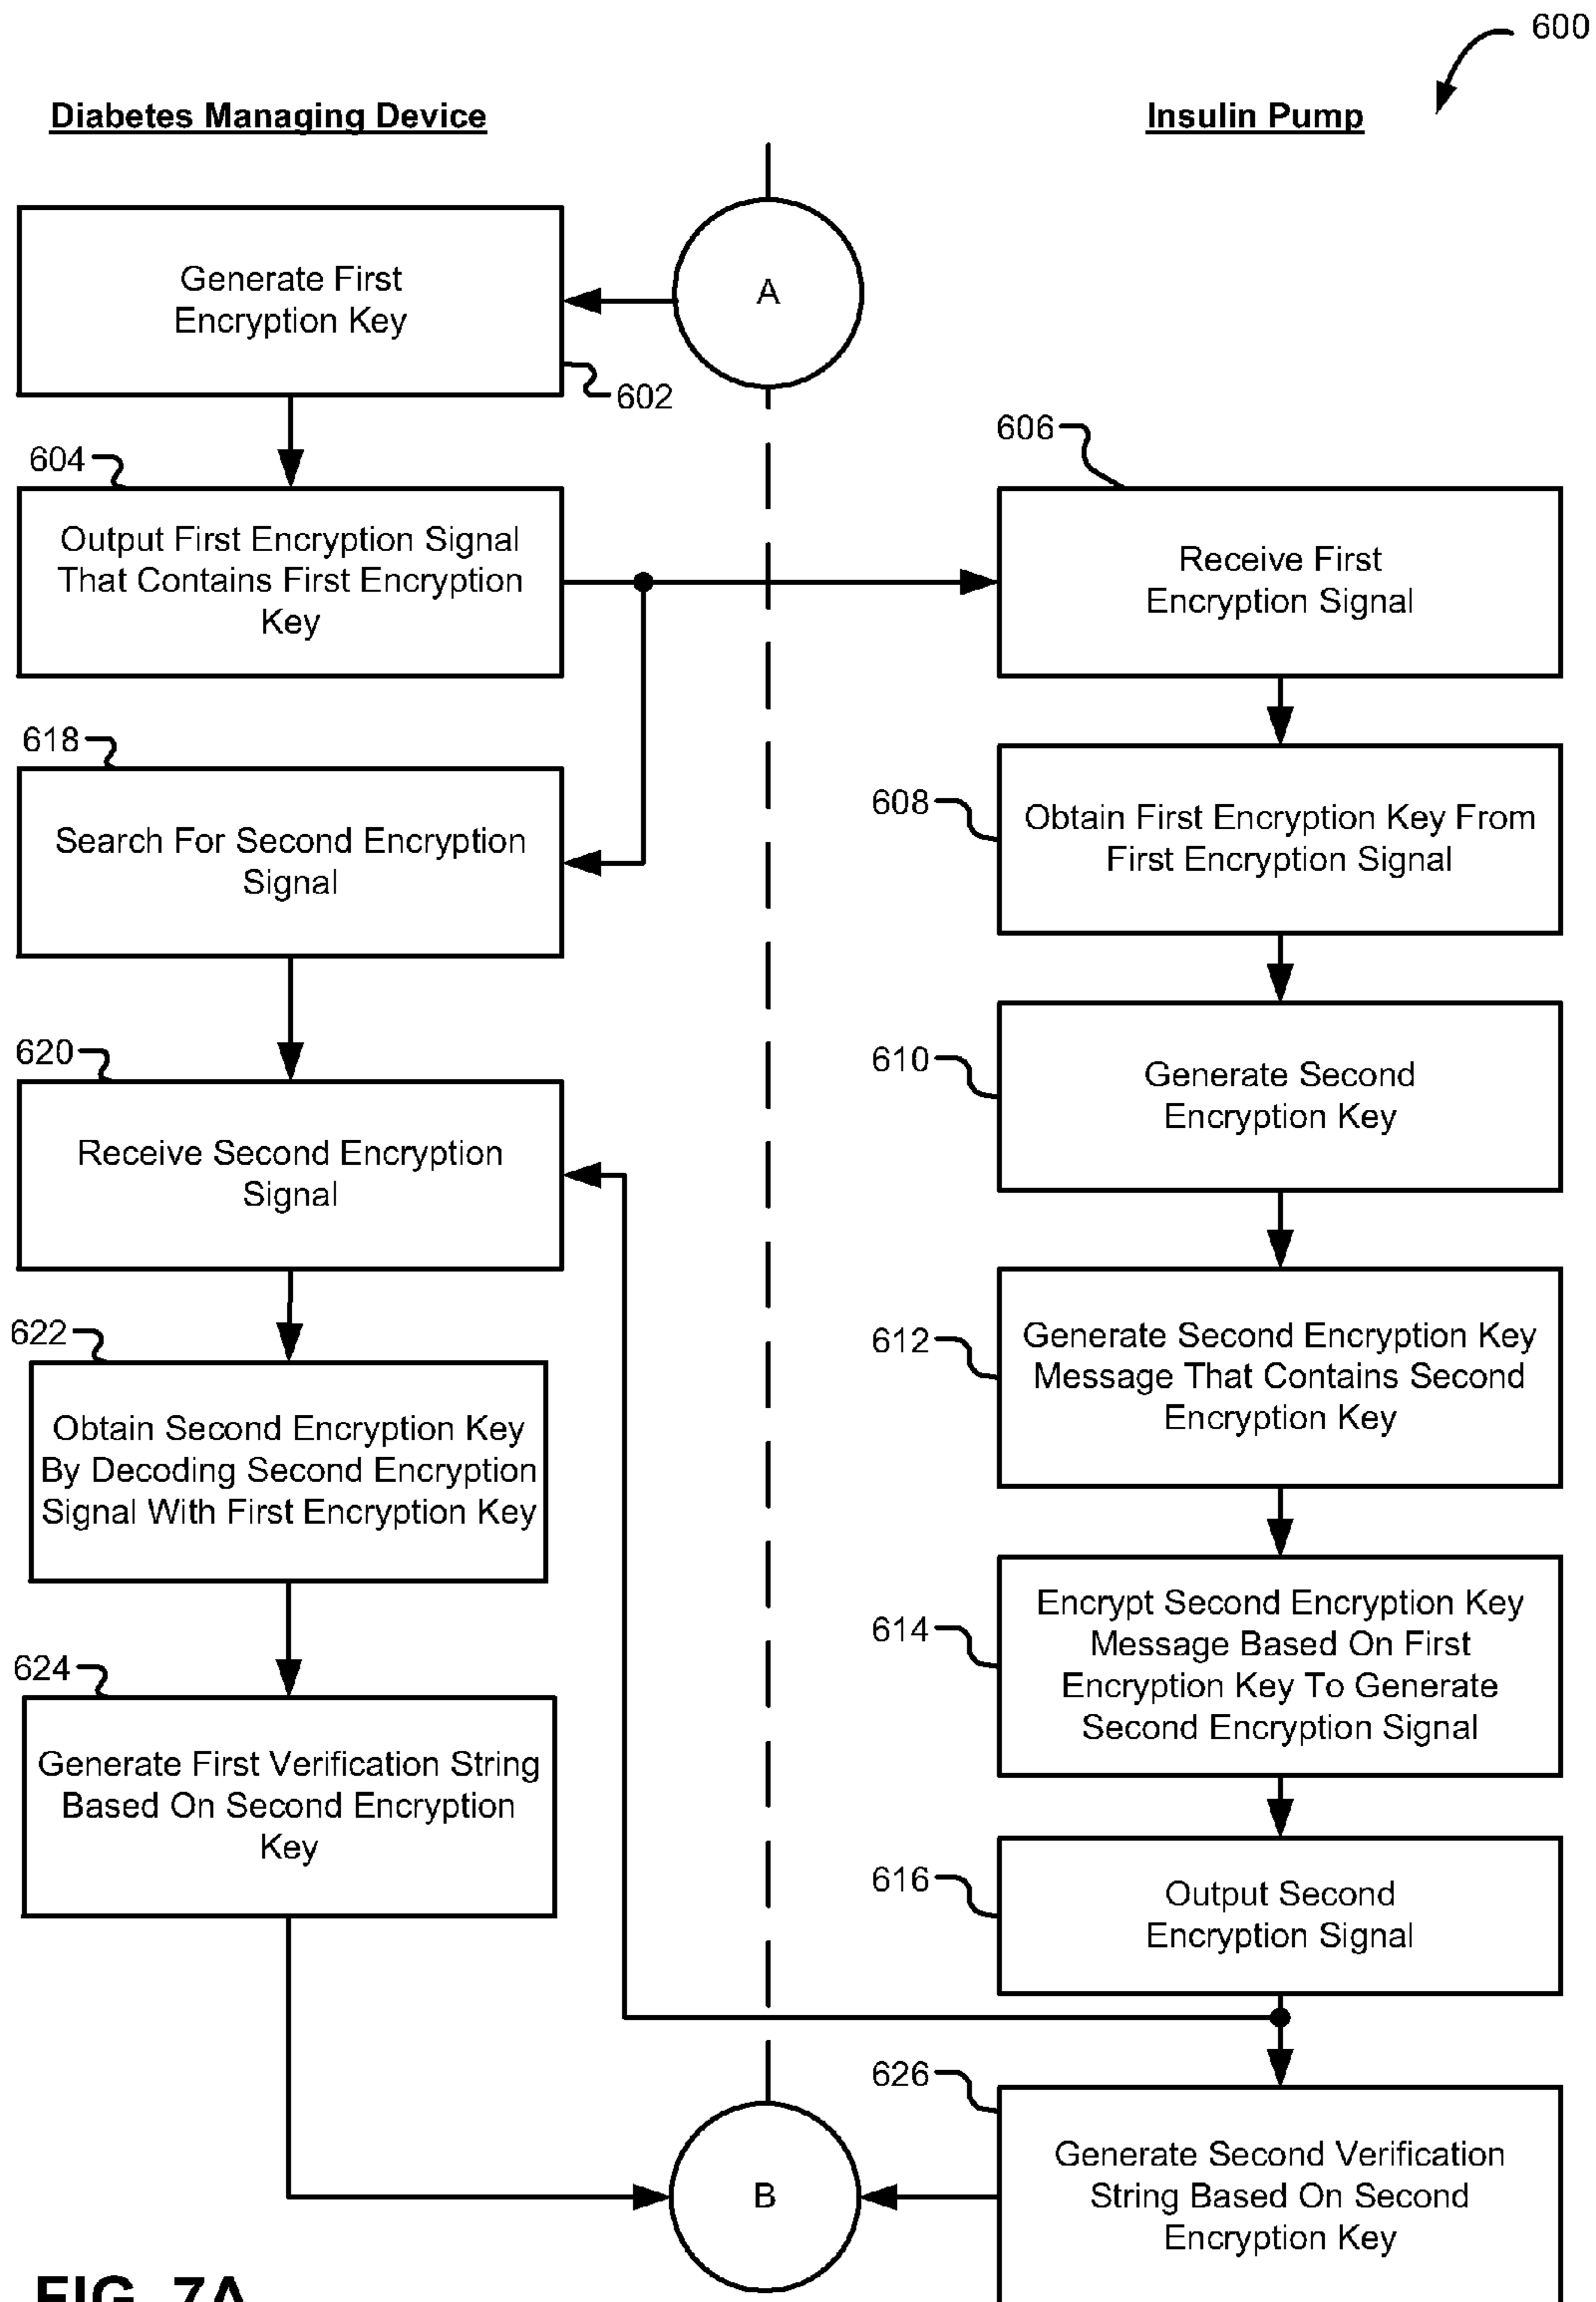 600
Diabetes Managing Device
Insulin Pump
Generate First
Encryption Key
A
602
604
Output First Encryption Signal
That Contains First Encryption
Key
606
Receive First
Encryption Signal
618
Search For Second Encryption
Signal
608
Obtain First Encryption Key From
First Encryption Signal
620
Receive Second Encryption
Signal
610
Generate Second
Encryption Key
622
Obtain Second Encryption Key
By Decoding Second Encryption
Signal With First Encryption Key
612
Generate Second Encryption Key
Message That Contains Second
Encryption Key
624
Generate First Verification String
Based On Second Encryption
Key
614
Encrypt Second Encryption Key
Message Based On First
Encryption Key To Generate
Second Encryption Signal
616
Output Second
Encryption Signal
626
Generate Second Verification
String Based On Second
Encryption Key
B
FIG. 7A